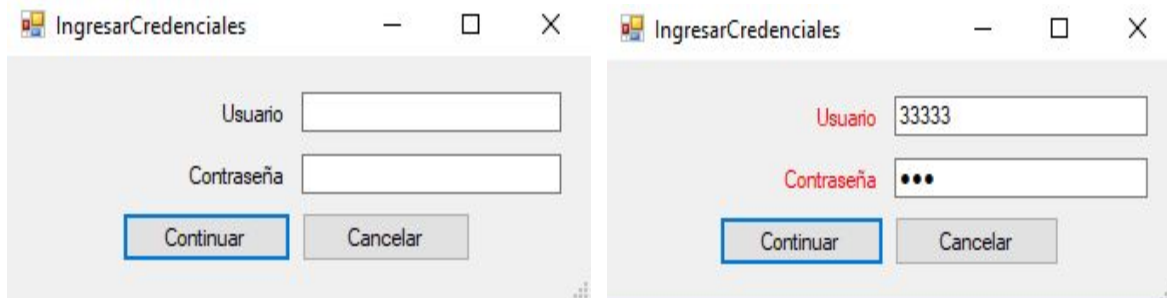 IngresarCredenciales
Usuario
Contraseña
Continuar Cancelar
IngresarCredenciales
Usuario 33333
Contraseña •••
Continuar Cancelar